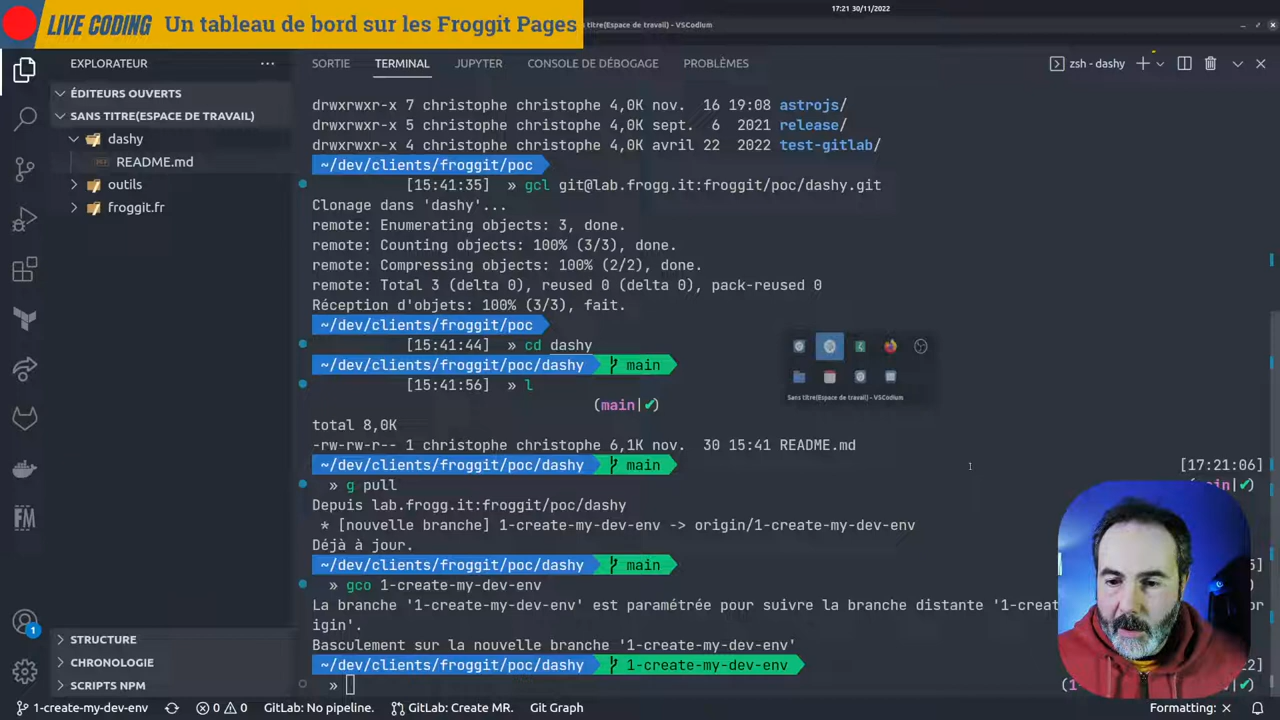 LIVE CODING Un tableau de bord sur les Froggit Pages
17:21 30/11/2022
titre(Espace de travail) - VSCodium
EXPLORATEUR
SORTIE TERMINAL JUPYTER CONSOLE DE DÉBOGAGE PROBLÈMES zsh - dashy
ÉDITEURS OUVERTS
SANS TITRE(ESPACE DE TRAVAIL)
dashy
README.md
outils
froggit.fr
drwxrwxr-x 7 christophe christophe 4,0K nov. 16 19:08 astrojs/
drwxrwxr-x 5 christophe christophe 4,0K sept. 6 2021 release/
drwxrwxr-x 4 christophe christophe 4,0K avril 22 2022 test-gitlab/
~/dev/clients/froggit/poc
[15:41:35] » gcl git@lab.frogg.it:froggit/poc/dashy.git
Clonage dans 'dashy'...
remote: Enumerating objects: 3, done.
remote: Counting objects: 100% (3/3), done.
remote: Compressing objects: 100% (2/2), done.
remote: Total 3 (delta 0), reused 0 (delta 0), pack-reused 0
Réception d'objets: 100% (3/3), fait.
~/dev/clients/froggit/poc
[15:41:44] » cd dashy
~/dev/clients/froggit/poc/dashy main
[15:41:56] » l
(main|✔)
total 8,0K
-rw-rw-r-- 1 christophe christophe 6,1K nov. 30 15:41 README.md
~/dev/clients/froggit/poc/dashy main [17:21:06]
» g pull
Depuis lab.frogg.it:froggit/poc/dashy
* [nouvelle branche] 1-create-my-dev-env -> origin/1-create-my-dev-env
Déjà à jour.
~/dev/clients/froggit/poc/dashy main
» gco 1-create-my-dev-env
La branche '1-create-my-dev-env' est paramétrée pour suivre la branche distante '1-creat
igin'.
Basculement sur la nouvelle branche '1-create-my-dev-env'
~/dev/clients/froggit/poc/dashy 1-create-my-dev-env
»
Sans titre(Espace de travail) - VSCodium
STRUCTURE
CHRONOLOGIE
SCRIPTS NPM
FM
1
1-create-my-dev-env 0 0 GitLab: No pipeline. GitLab: Create MR. Git Graph Formatting: ×